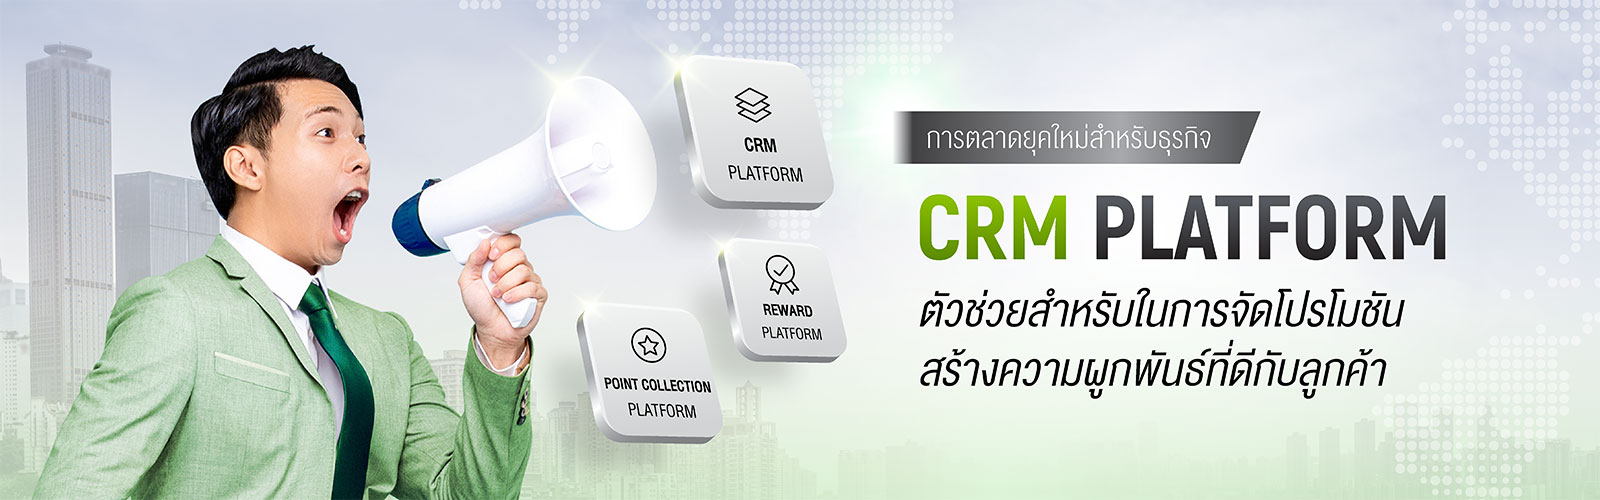 CRM
PLATFORM
REWARD
PLATFORM
POINT COLLECTION
PLATFORM
การตลาดยุคใหม่สำหรับธุรกิจ
CRM PLATFORM
ตัวช่วยสำหรับในการจัดโปรโมชัน
สร้างความผูกพันธ์ที่ดีกับลูกค้า